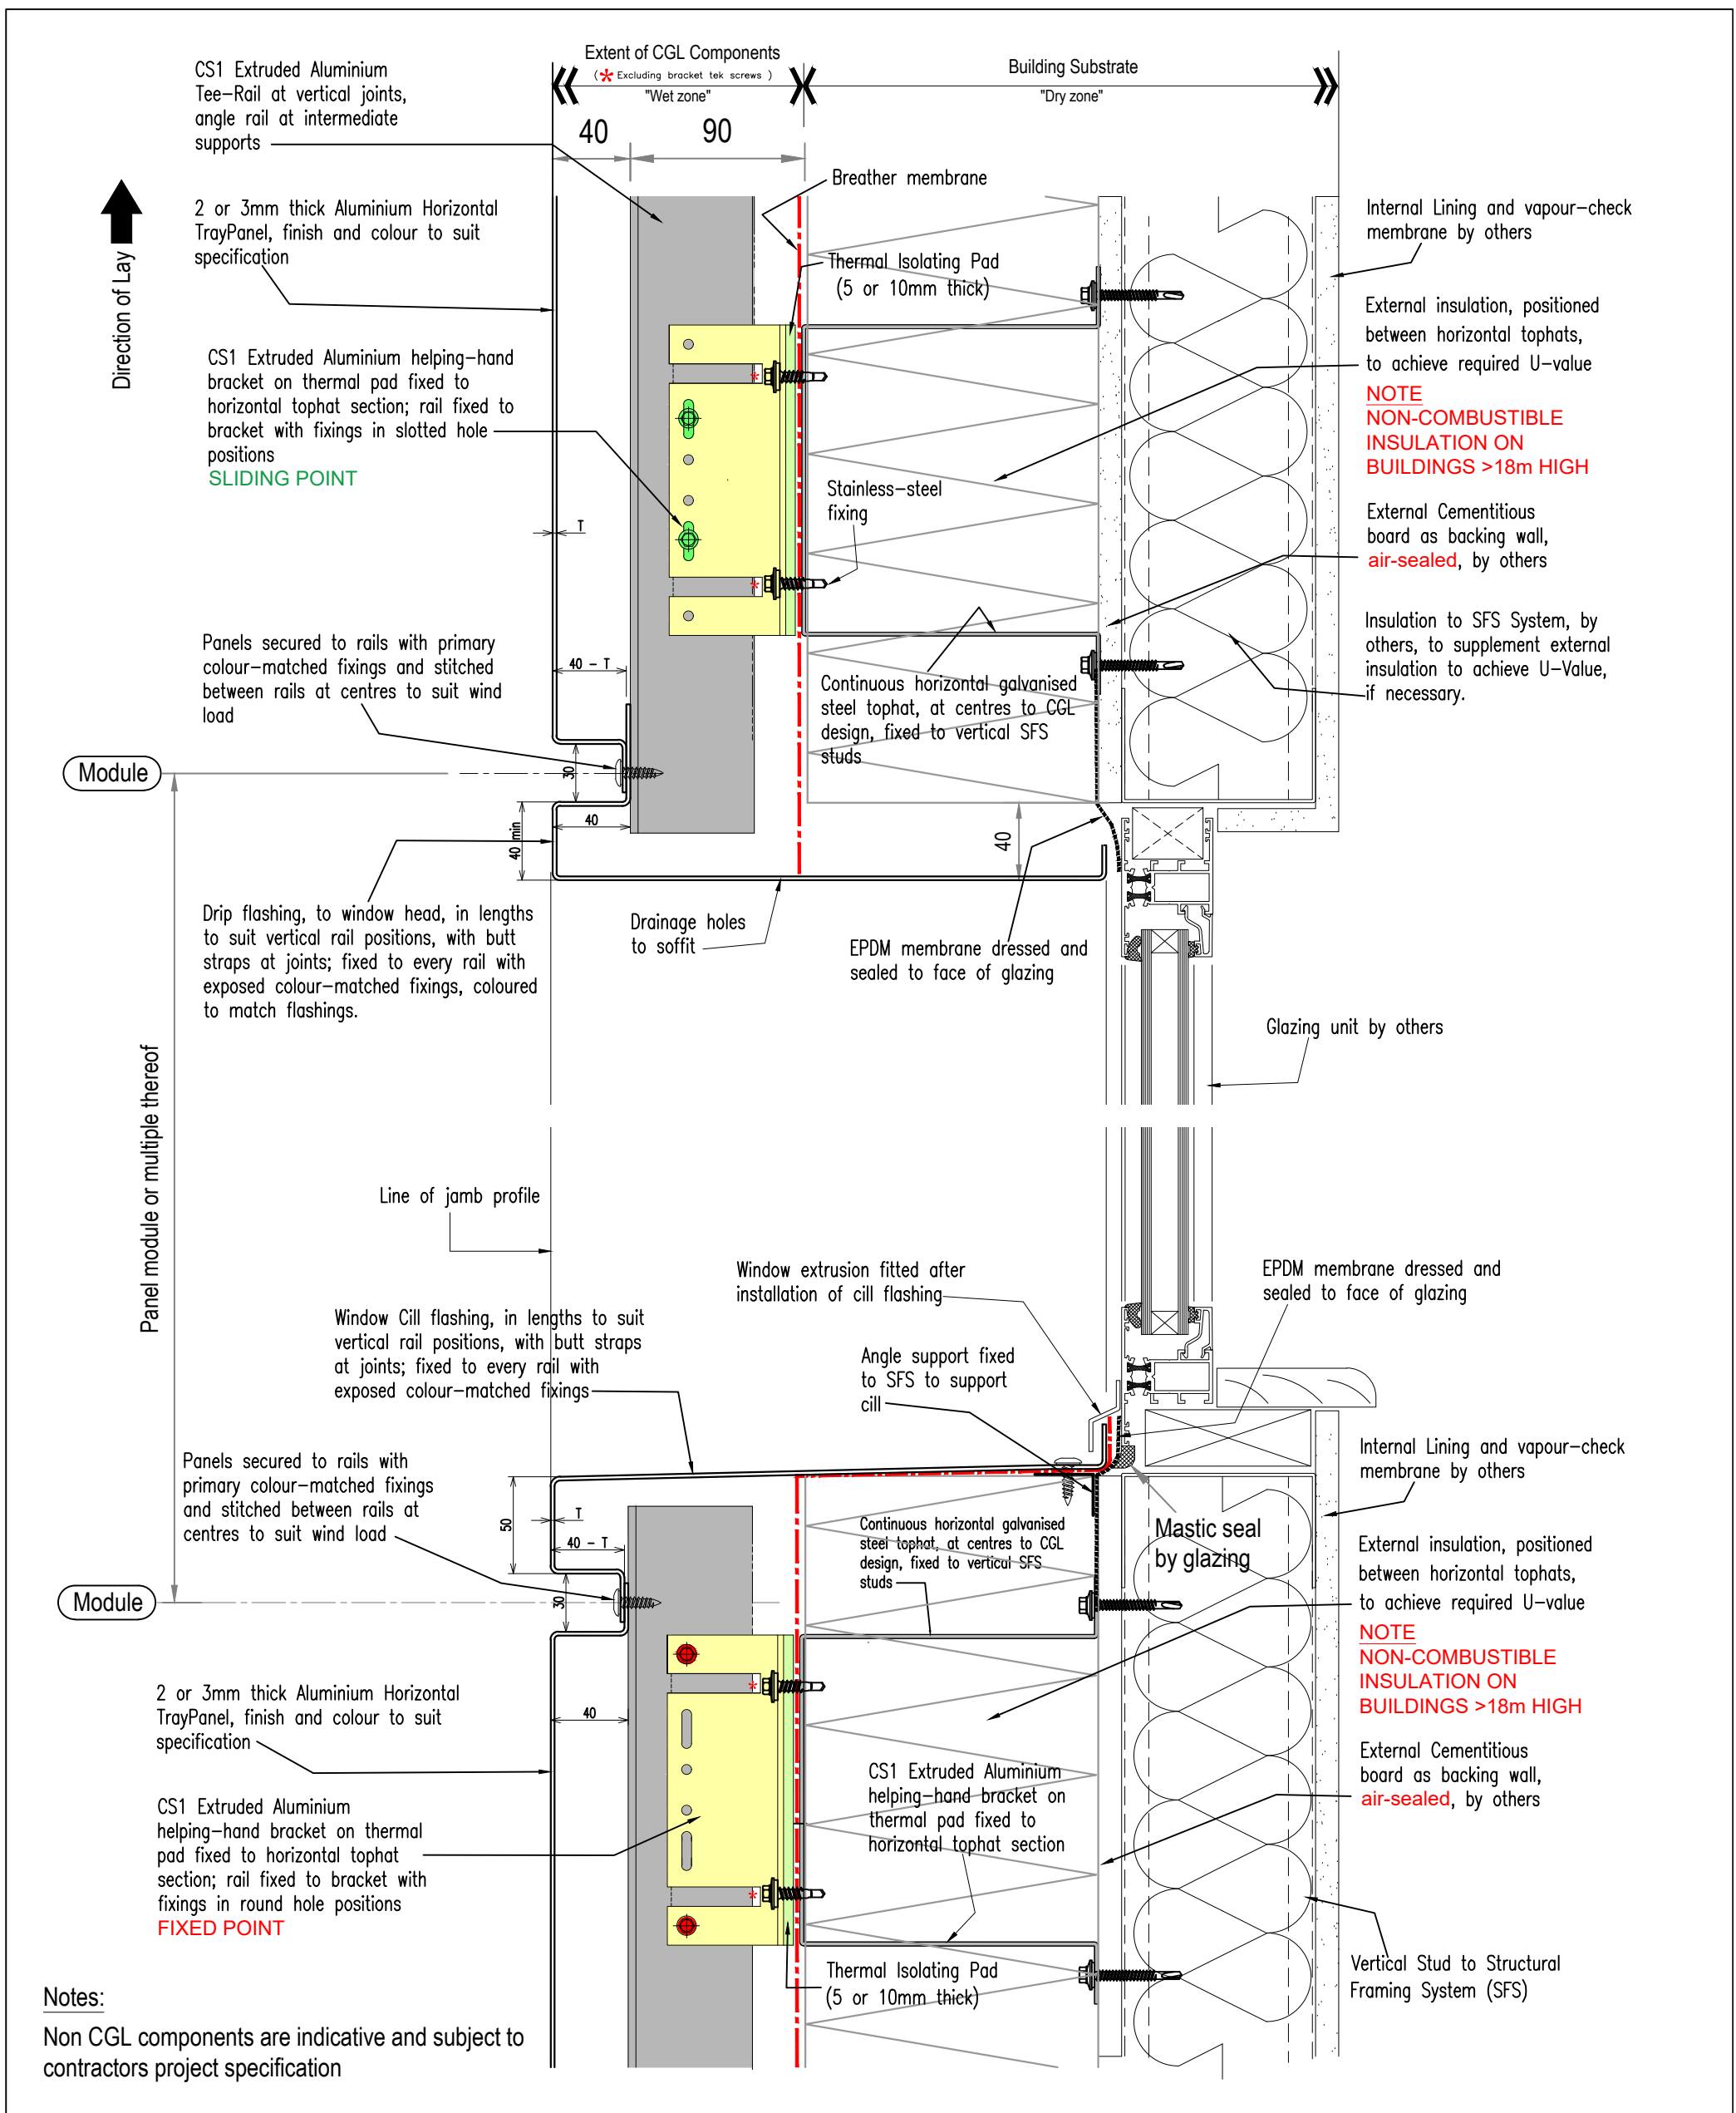 Extent of CGL Components
( * Excluding bracket tek screws )
"Wet zone"
Building Substrate
"Dry zone"
40
90
CS1 Extruded Aluminium
Tee-Rail at vertical joints,
angle rail at intermediate
supports
Direction of Lay
2 or 3mm thick Aluminium Horizontal
TrayPanel, finish and colour to suit
specification
CS1 Extruded Aluminium helping-hand
bracket on thermal pad fixed to
horizontal tophat section; rail fixed to
bracket with fixings in slotted hole
positions
SLIDING POINT
Breather membrane
Thermal Isolating Pad
(5 or 10mm thick)
Stainless-steel
fixing
Internal Lining and vapour-check
membrane by others
External insulation, positioned
between horizontal tophats,
to achieve required U-value
NOTE
NON-COMBUSTIBLE
INSULATION ON
BUILDINGS >18m HIGH
External Cementitious
board as backing wall,
air-sealed, by others
Insulation to SFS System, by
others, to supplement external
insulation to achieve U-Value,
if necessary.
T
*
*
Panels secured to rails with primary
colour-matched fixings and stitched
between rails at centres to suit wind
load
40 - T
Continuous horizontal galvanised
steel tophat, at centres to CGL
design, fixed to vertical SFS
studs
Module
30
40
40 min
40
Drip flashing, to window head, in lengths
to suit vertical rail positions, with butt
straps at joints; fixed to every rail with
exposed colour-matched fixings, coloured
to match flashings.
Drainage holes
to soffit
EPDM membrane dressed and
sealed to face of glazing
Glazing unit by others
Panel module or multiple thereof
Line of jamb profile
Window extrusion fitted after
installation of cill flashing
EPDM membrane dressed and
sealed to face of glazing
Window Cill flashing, in lengths to suit
vertical rail positions, with butt straps
at joints; fixed to every rail with
exposed colour-matched fixings
Angle support fixed
to SFS to support
cill
Panels secured to rails with
primary colour-matched fixings
and stitched between rails at
centres to suit wind load
50
T
40 - T
30
Module
Continuous horizontal galvanised
steel tophat, at centres to CGL
design, fixed to vertical SFS
studs
Mastic seal
by glazing
Internal Lining and vapour-check
membrane by others
External insulation, positioned
between horizontal tophats,
to achieve required U-value
NOTE
NON-COMBUSTIBLE
INSULATION ON
BUILDINGS >18m HIGH
2 or 3mm thick Aluminium Horizontal
TrayPanel, finish and colour to suit
specification
40
*
*
CS1 Extruded Aluminium
helping-hand bracket on thermal
pad fixed to horizontal tophat
section; rail fixed to bracket with
fixings in round hole positions
FIXED POINT
CS1 Extruded Aluminium
helping-hand bracket on
thermal pad fixed to
horizontal tophat section
External Cementitious
board as backing wall,
air-sealed, by others
Thermal Isolating Pad
(5 or 10mm thick)
Vertical Stud to Structural
Framing System (SFS)
Notes:
Non CGL components are indicative and subject to
contractors project specification